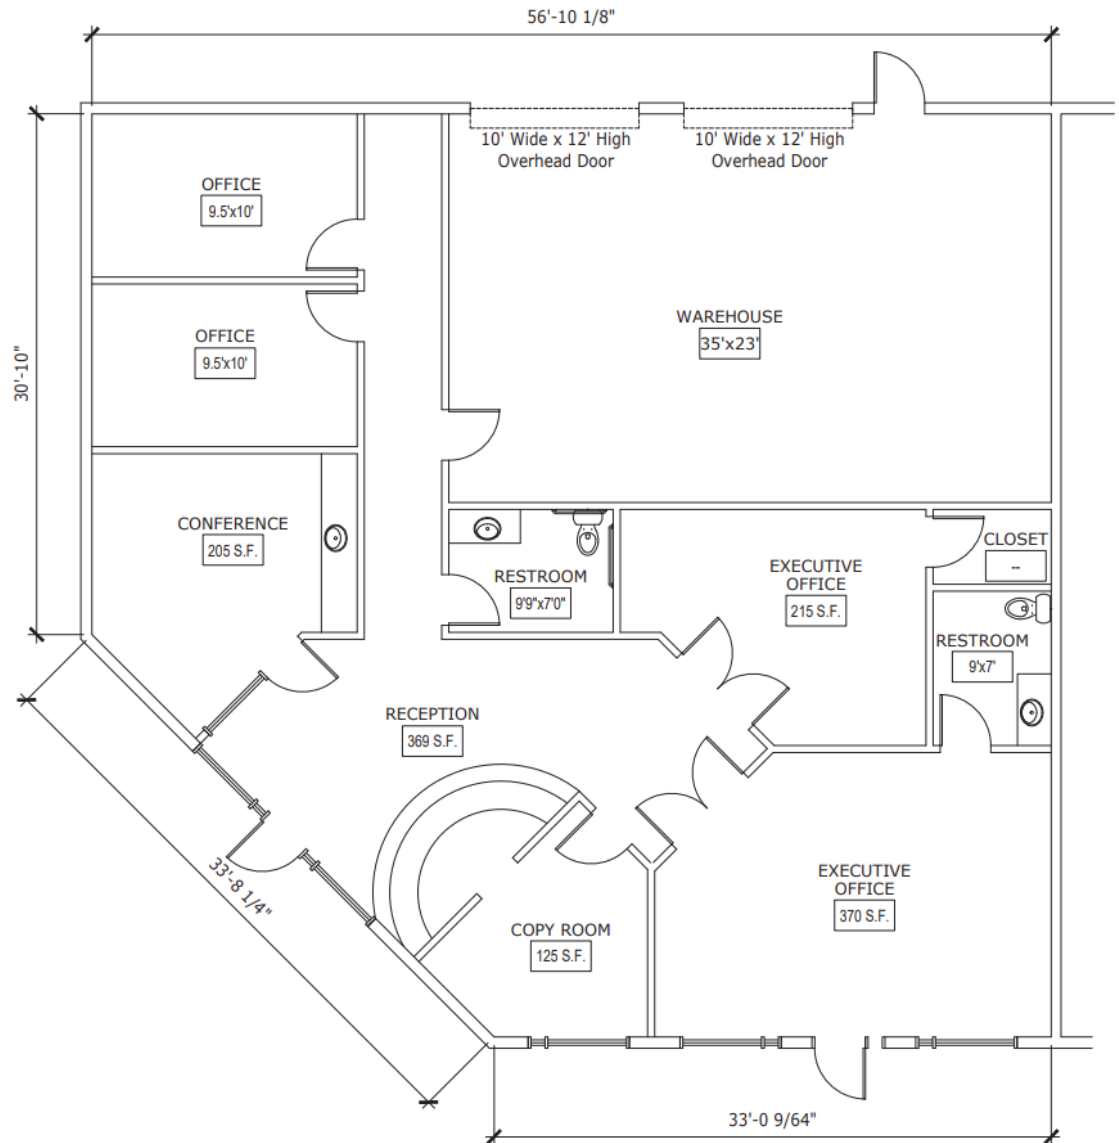 56'-10 1/8"
10' Wide x 12' High
Overhead Door
10' Wide x 12' High
Overhead Door
OFFICE
9.5'x10'
WAREHOUSE
35'x23'
OFFICE
9.5'x10'
30'-10"
CONFERENCE
205 S.F.
RESTROOM
9'9"x7'0"
EXECUTIVE
OFFICE
215 S.F.
CLOSET
--
RESTROOM
9'x7'
RECEPTION
369 S.F.
33'-8 1/4"
EXECUTIVE
OFFICE
370 S.F.
COPY ROOM
125 S.F.
33'-0 9/64"